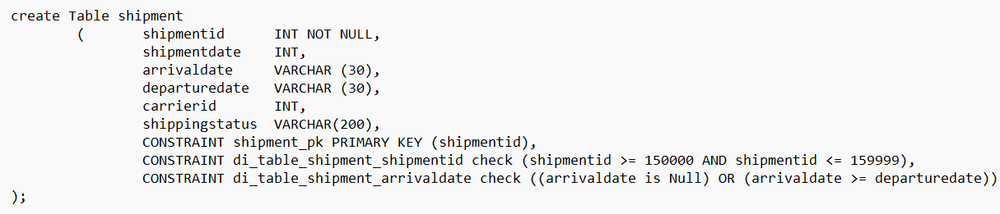 create Table shipment
(	shipmentid	INT NOT NULL,
shipmentdate	INT,
arrivaldate	VARCHAR (30),
departuredate	VARCHAR (30),
carrierid	INT,
shippingstatus	VARCHAR(200),
CONSTRAINT shipment_pk PRIMARY KEY (shipmentid),
CONSTRAINT di_table_shipment_shipmentid check (shipmentid >= 150000 AND shipmentid <= 159999),
CONSTRAINT di_table_shipment_arrivaldate check ((arrivaldate is Null) OR (arrivaldate >= departuredate))
);